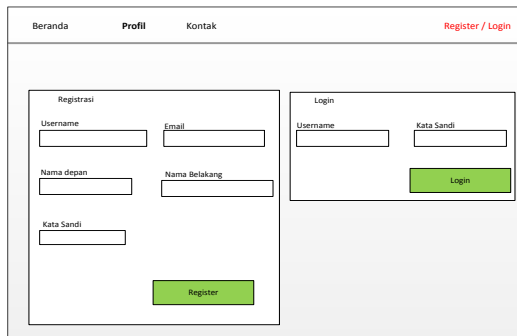 Beranda Profil Kontak Register / Login
Registrasi
Username Email
Nama depan Nama Belakang
Kata Sandi
Register
Login
Username Kata Sandi
Login